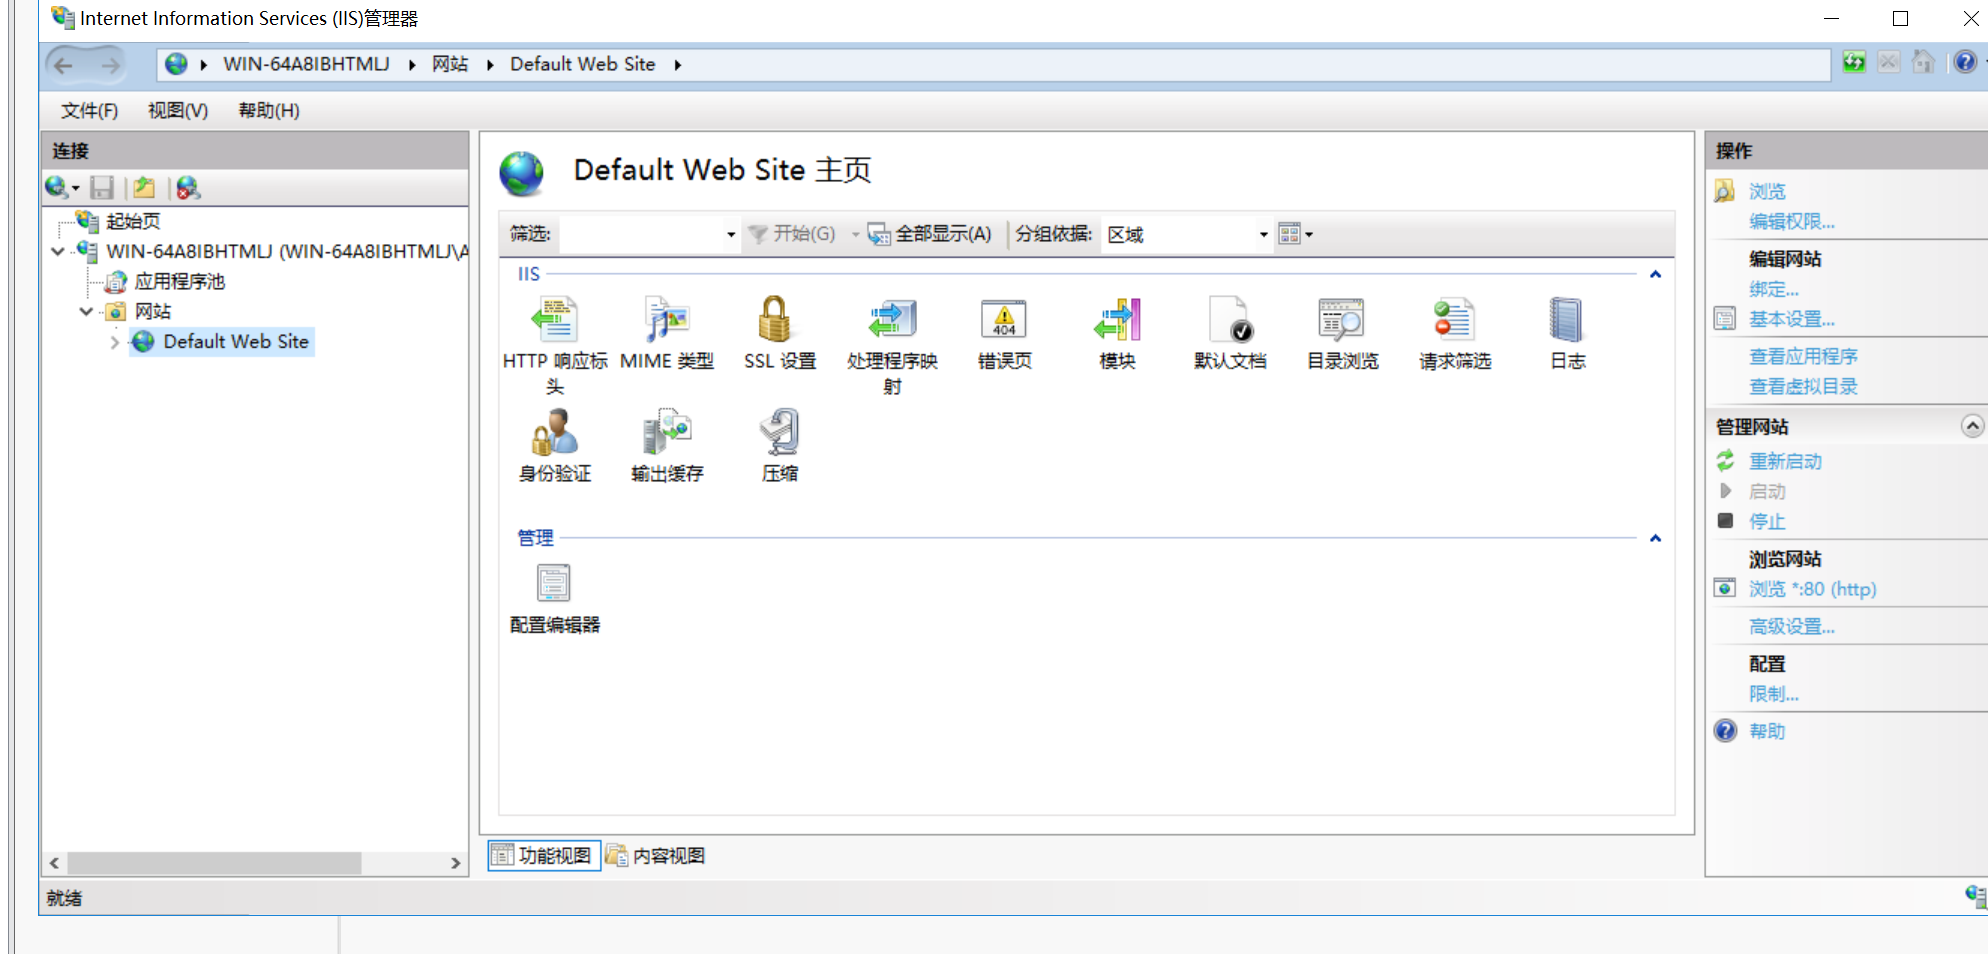 Internet Information Services (IIS)管理器
WIN-64A8IBHTMLJ
网站
Default Web Site
文件(F)
视图(V)
帮助(H)
连接
起始页
WIN-64A8IBHTMLJ (WIN-64A8IBHTMLJ\A
应用程序池
网站
Default Web Site
Default Web Site 主页
筛选:
开始(G)
全部显示(A)
分组依据:
区域
IIS
HTTP 响应标头
MIME 类型
SSL 设置
处理程序映射
404
错误页
模块
默认文档
目录浏览
请求筛选
日志
身份验证
输出缓存
压缩
管理
配置编辑器
功能视图
内容视图
操作
浏览
编辑权限...
编辑网站
绑定...
基本设置...
查看应用程序
查看虚拟目录
管理网站
重新启动
启动
停止
浏览网站
浏览 *:80 (http)
高级设置...
配置
限制...
帮助
就绪